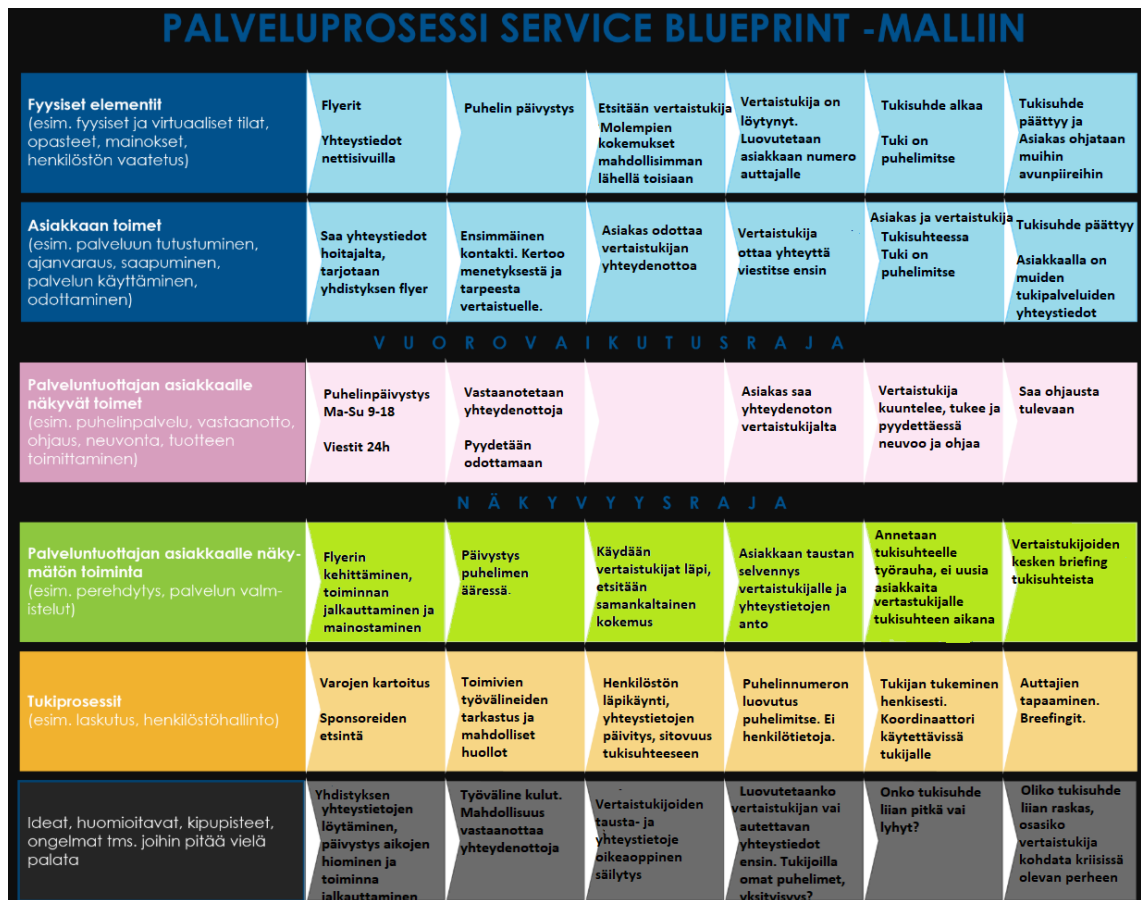 PALVELUPROSESSI SERVICE BLUEPRINT -MALLIIN
Fyysiset elementit
(esim. fyysiset ja virtuaaliset tilat,
opasteet, mainokset,
henkilöstön vaatetus)
Flyerit
Yhteystiedot
nettisivuilla
Puhelin päivystys
Etsitään vertaistukija
Molempien
kokemukset
mahdollisimman
lähellä toisiaan
Vertaistukija on
löytynyt.
Luovutetaan
asiakkaan numero
auttajalle
Tukisuhde alkaa
Tuki on
puhelimitse
Tukisuhde
päättyy ja
Asiakas ohjataan
muihin
avunpiireihin
Asiakkaan toimet
(esim. palveluun tutustuminen,
ajanvaraus, saapuminen,
palvelun käyttäminen,
odottaminen)
Saa yhteystiedot
hoitajalta,
tarjotaan
yhdistyksen flyer
Ensimmäinen
kontakti. Kertoo
menetyksestä ja
tarpeesta
vertaistuelle.
Asiakas odottaa
vertaistukijan
yhteydenottoa
Vertaistukija
ottaa yhteyttä
viestitse ensin
Asiakas ja vertaistukija
Tukisuhteessa
Tuki on
puhelimitse
Tukisuhde päättyy
Asiakkaalla on
muiden
tukipalveluiden
yhteystiedot
VUOROVAIKUTUSRAJA
Palveluntuottajan asiakkaalle
näkyvät toimet
(esim. puhelinpalvelu, vastaanotto,
ohjaus, neuvonta, tuotteen
toimittaminen)
Puhelinpäivystys
Ma-Su 9-18
Viestit 24h
Vastaanotetaan
yhteydenottoja
Pyydetään
odottamaan
Asiakas saa
yhteydenoton
vertaistukijalta
Vertaistukija
kuuntelee, tukee ja
pyydettäessä
neuvoo ja ohjaa
Saa ohjausta
tulevaan
NÄKYVYYSRAJA
Palveluntuottajan asiakkaalle näky-
mätön toiminta
(esim. perehdytys, palvelun valm-
istelut)
Flyerin
kehittäminen,
toiminnan
jalkauttaminen ja
mainostaminen
Päivystys
puhelimen
ääressä.
Käydään
vertaistukijat läpi,
etsitään
samankaltainen
kokemus
Asiakkaan taustan
selvennys
vertaistukijalle ja
yhteystietojen
anto
Annetaan
tukisuhteelle
työrauha, ei uusia
asiakkaita
vertastukijalle
tukisuhteen aikana
Vertaistukijoiden
kesken briefing
tukisuhteista
Tukiprosessit
(esim. laskutus, henkilöstöhallinto)
Varojen kartoitus
Sponsoreiden
etsintä
Toimivien
työvälineiden
tarkastus ja
mahdolliset
huollot
Henkilöstön
läpikäynti,
yhteystietojen
päivitys, sitovuus
tukisuhteeseen
Puhelinnumeron
luovutus
puhelimitse. Ei
henkilötietoja.
Tukijan tukeminen
henkisesti.
Koordinaattori
käytettävissä
tukijalle
Auttajien
tapaaminen.
Breefingit.
Ideat, huomioitavat, kipupisteet,
ongelmat tms. joihin pitää vielä
palata
Yhdistyksen
yhteystietojen
löytäminen,
päivystys aikojen
hiominen ja
toiminna
jalkauttaminen
Työväline kulut.
Mahdollisuus
vastaanottaa
yhteydenottoja
Vertaistukijoiden
tausta- ja
yhteystietoje
oikeaoppinen
säilytys
Luovutetaanko
vertaistukijan vai
autettavan
yhteystiedot
ensin. Tukijoilla
omat puhelimet,
yksityisyys?
Onko tukisuhde
liian pitkä vai
lyhyt?
Oliko tukisuhde
liian raskas,
osasiko
vertaistukija
kohdata kriisissä
olevan perheen